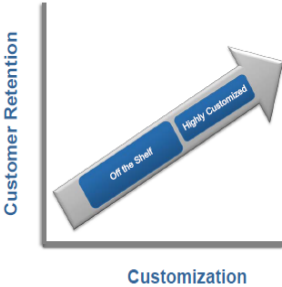 Customer Retention
Off the Shelf
Highly Customized
Customization